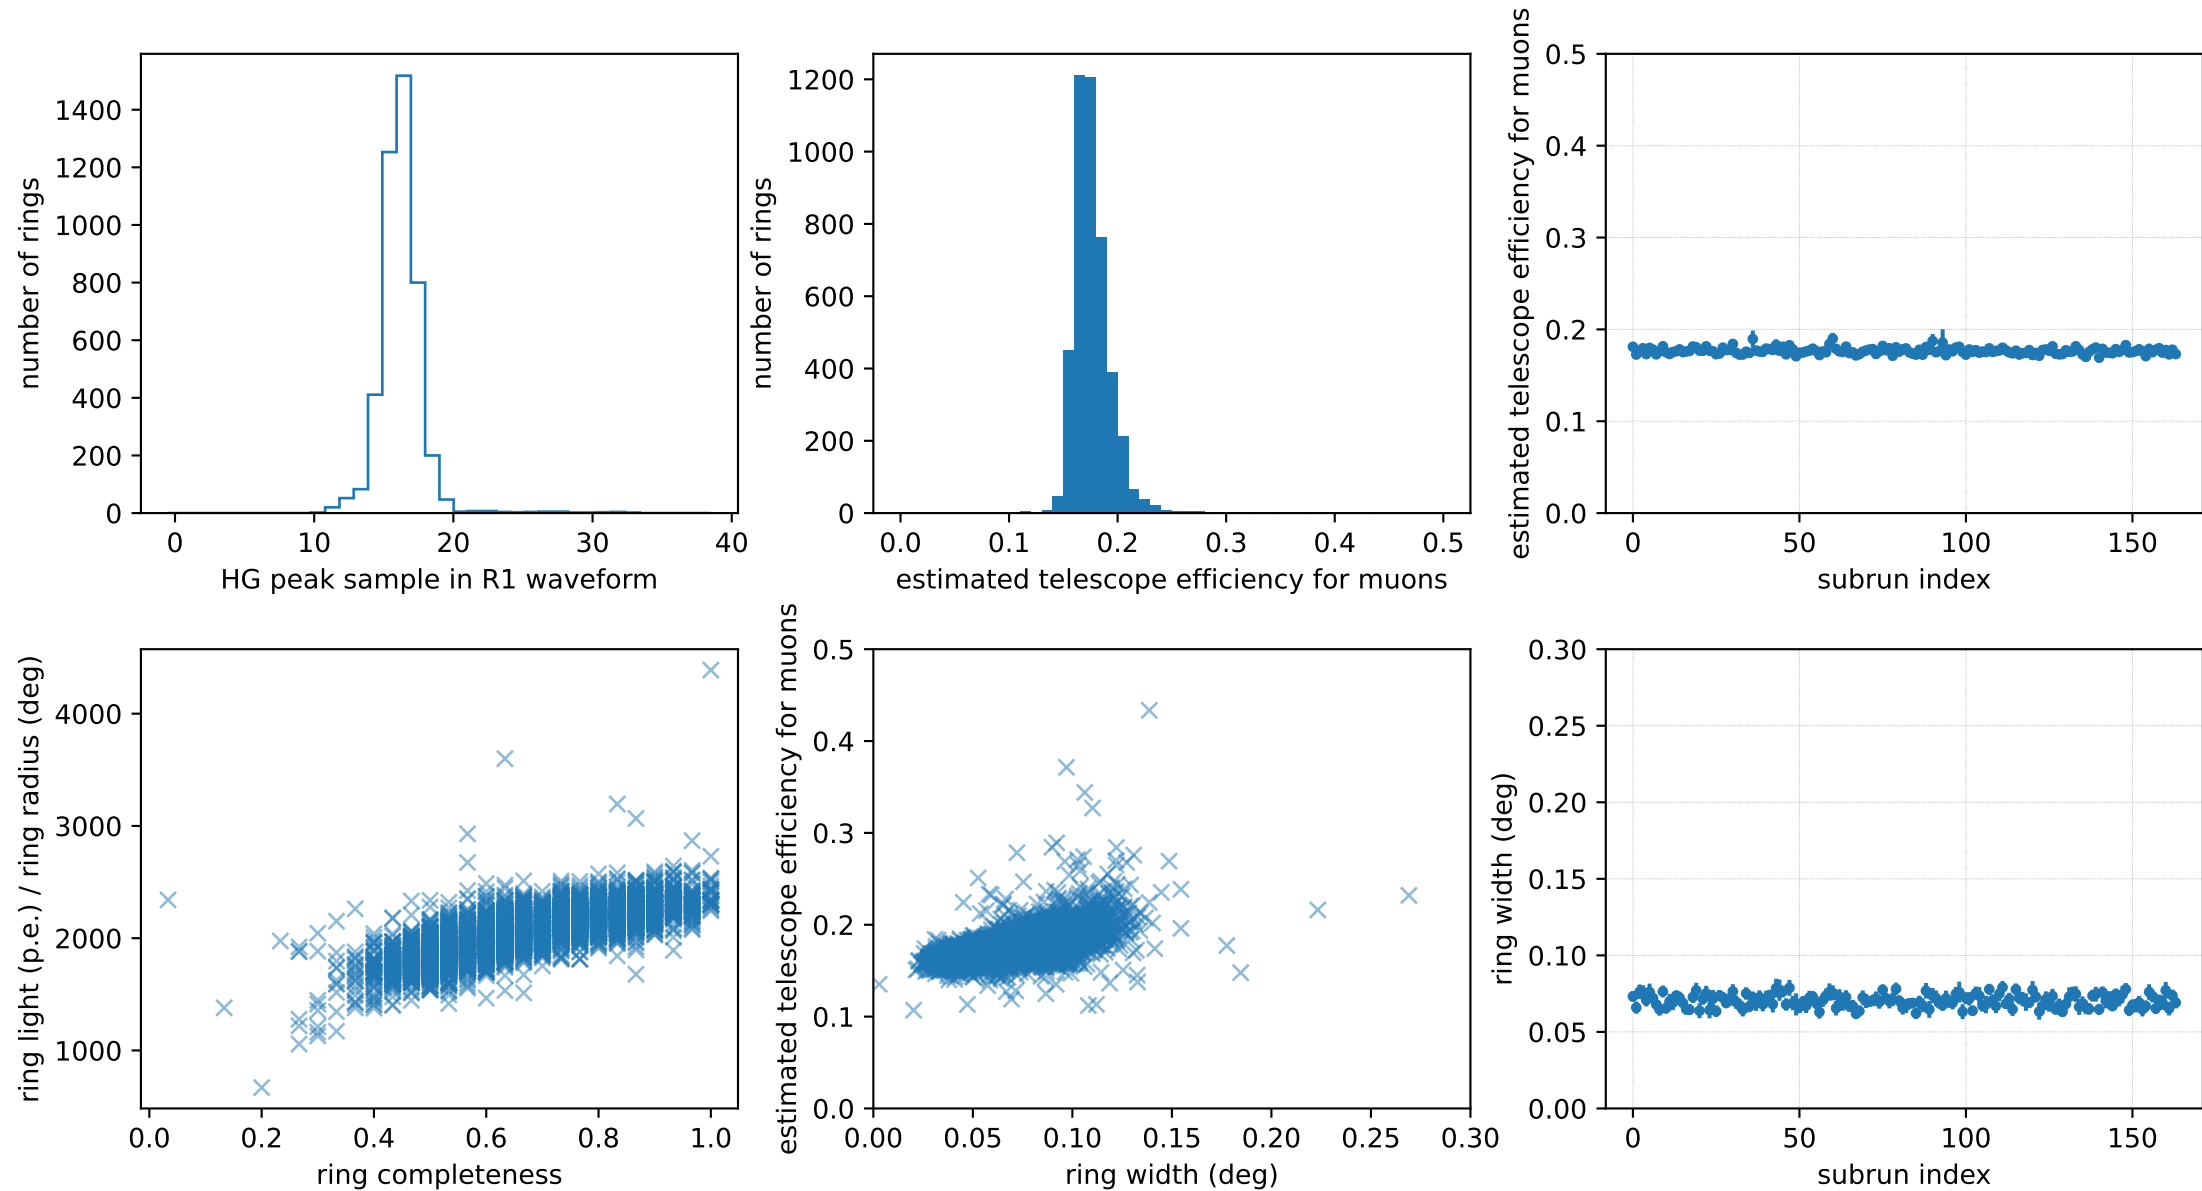 number of rings
1400
1200
1000
800
600
400
200
0
0 10 20 30 40
HG peak sample in R1 waveform
number of rings
1200
1000
800
600
400
200
0
0.0 0.1 0.2 0.3 0.4 0.5
estimated telescope efficiency for muons
estimated telescope efficiency for muons
0.5
0.4
0.3
0.2
0.1
0.0
0 50 100 150
subrun index
ring light (p.e.) / ring radius (deg)
4000
3000
2000
1000
0.0 0.2 0.4 0.6 0.8 1.0
ring completeness
estimated telescope efficiency for muons
0.5
0.4
0.3
0.2
0.1
0.0
0.00 0.05 0.10 0.15 0.20 0.25 0.30
ring width (deg)
ring width (deg)
0.30
0.25
0.20
0.15
0.10
0.05
0.00
0 50 100 150
subrun index